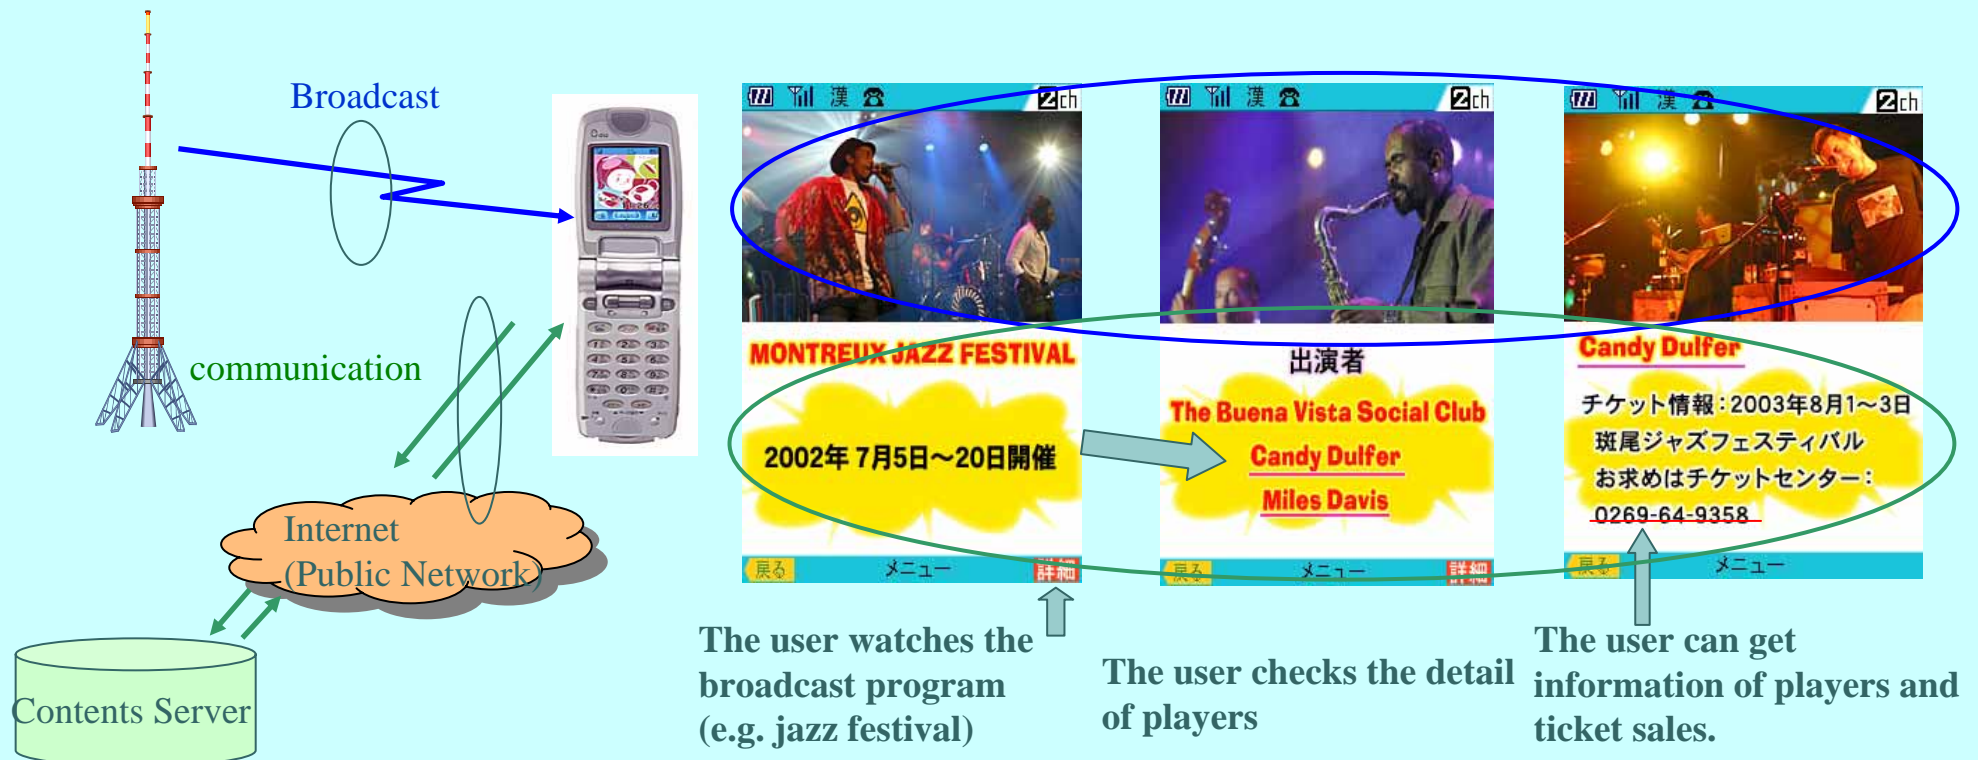 Broadcast
communication
Internet
(Public Network)
Contents Server
漢
2ch
MONTREUX JAZZ FESTIVAL
2002年 7月5日～20日開催
戻る
メニュー
詳細
The user watches the
broadcast program
(e.g. jazz festival)
漢
2ch
出演者
The Buena Vista Social Club
Candy Dulfer
Miles Davis
戻る
メニュー
詳細
The user checks the detail
of players
漢
2ch
Candy Dulfer
チケット情報：2003年8月1～3日
斑尾ジャズフェスティバル
お求めはチケットセンター：
0269-64-9358
戻る
メニュー
The user can get
information of players and
ticket sales.